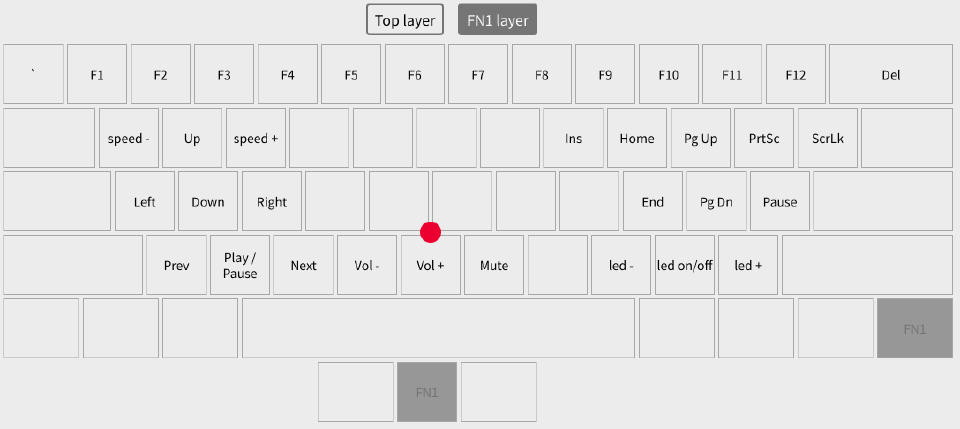 Top layer FN1 layer
` F1 F2 F3 F4 F5 F6 F7 F8 F9 F10 F11 F12 Del
speed - Up speed + Ins Home Pg Up PrtSc ScrLk
Left Down Right End Pg Dn Pause
Prev Play / Pause Next Vol - Vol + Mute led - led on/off led +
FN1
FN1